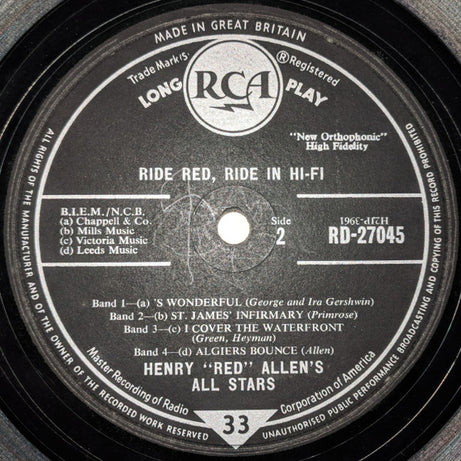 MADE IN GREAT BRITAIN
Trade Mark/s ® Registered
RCA
LONG PLAY
"New Orthophonic"
High Fidelity
RIDE RED, RIDE IN HI-FI
B.I.E.M./N.C.B.
(a) Chappell & Co.
(b) Mills Music
(c) Victoria Music
(d) Leeds Music
Side
2
H2JP-3961
RD-27045
Band 1—(a) 'S WONDERFUL (George and Ira Gershwin)
Band 2—(b) ST. JAMES' INFIRMARY (Primrose)
Band 3—(c) I COVER THE WATERFRONT
(Green, Heyman)
Band 4—(d) ALGIERS BOUNCE (Allen)
HENRY "RED" ALLEN'S
ALL STARS
33
Master Recording of Radio Corporation of America
ALL RIGHTS OF THE MANUFACTURER AND OF THE OWNER OF THE RECORDED WORK RESERVED
UNAUTHORISED PUBLIC PERFORMANCE BROADCASTING AND COPYING OF THIS RECORD PROHIBITED